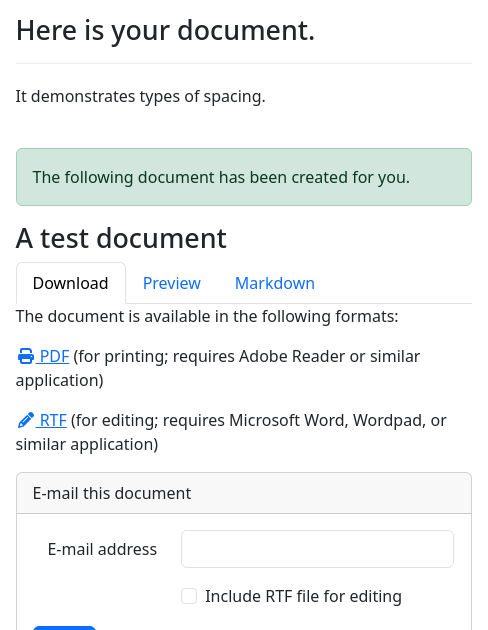 Here is your document.
It demonstrates types of spacing.
The following document has been created for you.
A test document
Download Preview Markdown
The document is available in the following formats:
PDF (for printing; requires Adobe Reader or similar
application)
RTF (for editing; requires Microsoft Word, Wordpad, or
similar application)
E-mail this document
E-mail address
Include RTF file for editing